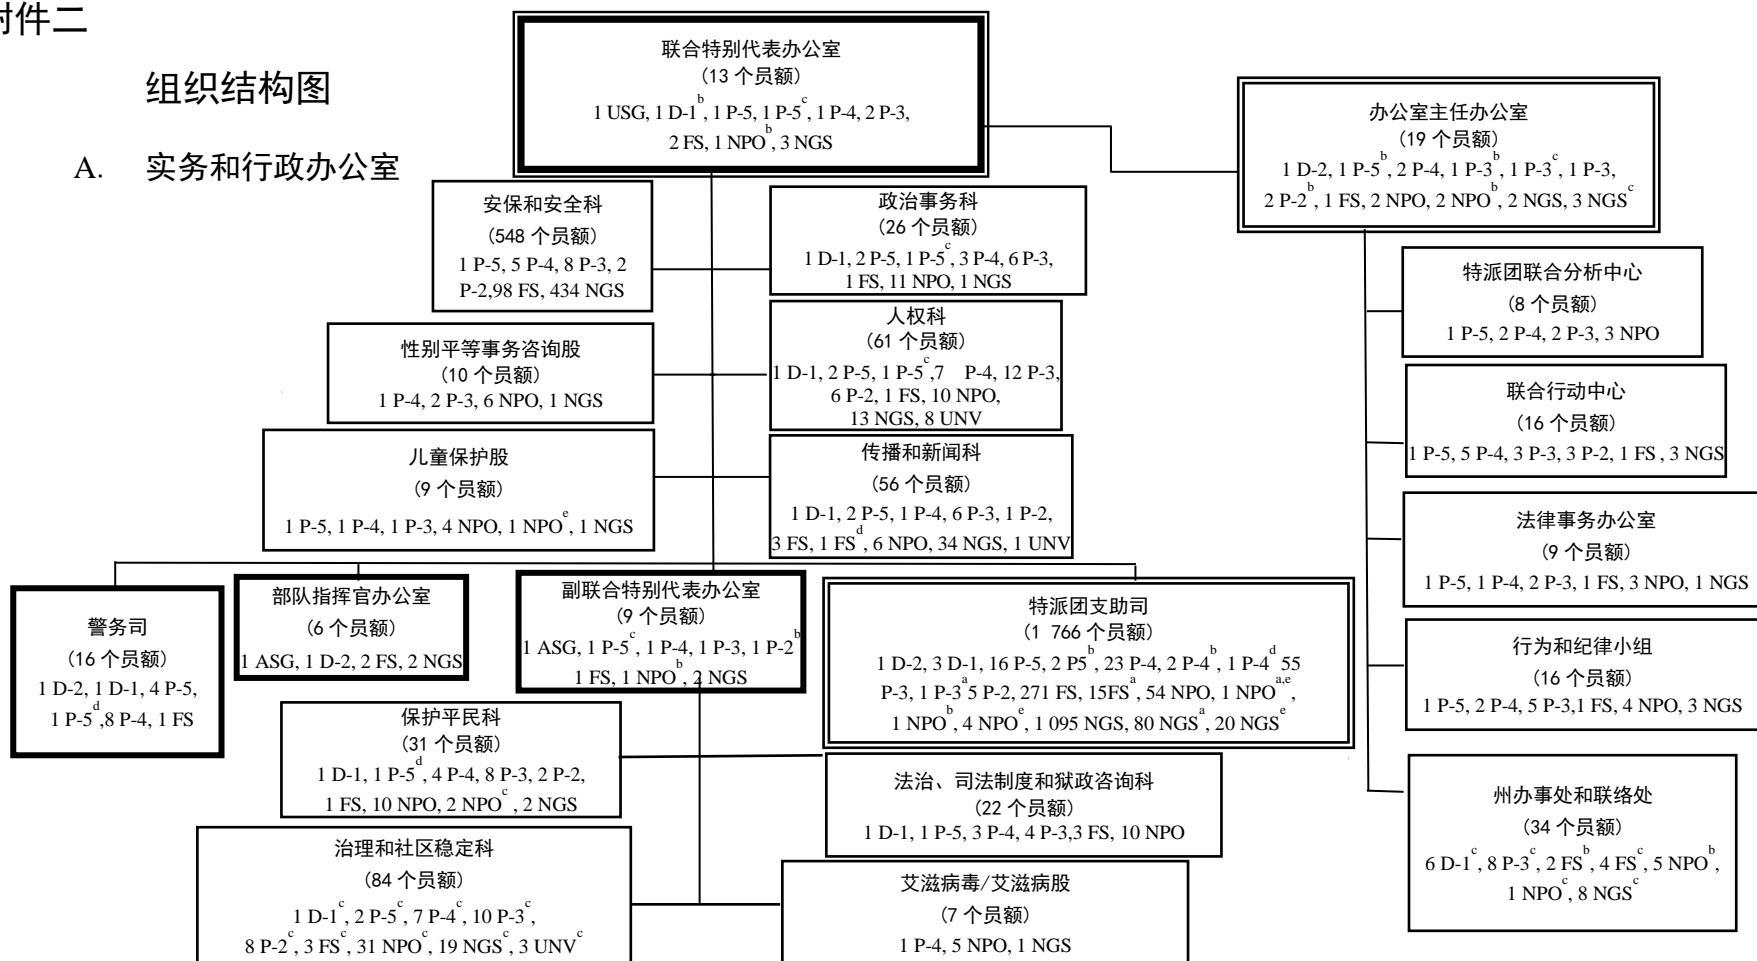 附件二
组织结构图
A. 实务和行政办公室
联合特别代表办公室
(13 个员额)
1 USG, 1 D-1b, 1 P-5, 1 P-5c, 1 P-4, 2 P-3,
2 FS, 1 NPOb, 3 NGS
办公室主任办公室
(19 个员额)
1 D-2, 1 P-5b, 2 P-4, 1 P-3b, 1 P-3c, 1 P-3,
2 P-2b, 1 FS, 2 NPO, 2 NPOb, 2 NGS, 3 NGSc
安保和安全科
(548 个员额)
1 P-5, 5 P-4, 8 P-3, 2
P-2,98 FS, 434 NGS
政治事务科
(26 个员额)
1 D-1, 2 P-5, 1 P-5c, 3 P-4, 6 P-3,
1 FS, 11 NPO, 1 NGS
性别平等事务咨询股
(10 个员额)
1 P-4, 2 P-3, 6 NPO, 1 NGS
人权科
(61 个员额)
1 D-1, 2 P-5, 1 P-5c,7 P-4, 12 P-3,
6 P-2, 1 FS, 10 NPO,
13 NGS, 8 UNV
儿童保护股
(9 个员额)
1 P-5, 1 P-4, 1 P-3, 4 NPO, 1 NPOe, 1 NGS
传播和新闻科
(56 个员额)
1 D-1, 2 P-5, 1 P-4, 6 P-3, 1 P-2,
3 FS, 1 FSd, 6 NPO, 34 NGS, 1 UNV
特派团联合分析中心
(8 个员额)
1 P-5, 2 P-4, 2 P-3, 3 NPO
联合行动中心
(16 个员额)
1 P-5, 5 P-4, 3 P-3, 3 P-2, 1 FS , 3 NGS
法律事务办公室
(9 个员额)
1 P-5, 1 P-4, 2 P-3, 1 FS, 3 NPO, 1 NGS
行为和纪律小组
(16 个员额)
1 P-5, 2 P-4, 5 P-3,1 FS, 4 NPO, 3 NGS
州办事处和联络处
(34 个员额)
6 D-1c, 8 P-3c, 2 FSb, 4 FSc, 5 NPOb,
1 NPOc, 8 NGSc
警务司
(16 个员额)
1 D-2, 1 D-1, 4 P-5,
1 P-5d,8 P-4, 1 FS
部队指挥官办公室
(6 个员额)
1 ASG, 1 D-2, 2 FS, 2 NGS
副联合特别代表办公室
(9 个员额)
1 ASG, 1 P-5c, 1 P-4, 1 P-3, 1 P-2b
1 FS, 1 NPOb, 2 NGS
特派团支助司
(1 766 个员额)
1 D-2, 3 D-1, 16 P-5, 2 P5b, 23 P-4, 2 P-4b, 1 P-4d 55
P-3, 1 P-3a5 P-2, 271 FS, 15FSa, 54 NPO, 1 NPOa,e,
1 NPOb, 4 NPOe, 1 095 NGS, 80 NGSa, 20 NGSe
保护平民科
(31 个员额)
1 D-1, 1 P-5d, 4 P-4, 8 P-3, 2 P-2,
1 FS, 10 NPO, 2 NPOc, 2 NGS
法治、司法制度和狱政咨询科
(22 个员额)
1 D-1, 1 P-5, 3 P-4, 4 P-3,3 FS, 10 NPO
治理和社区稳定科
(84 个员额)
1 D-1c, 2 P-5c, 7 P-4c, 10 P-3c,
8 P-2c, 3 FSc, 31 NPOc, 19 NGSc, 3 UNVc
艾滋病毒/艾滋病股
(7 个员额)
1 P-4, 5 NPO, 1 NGS